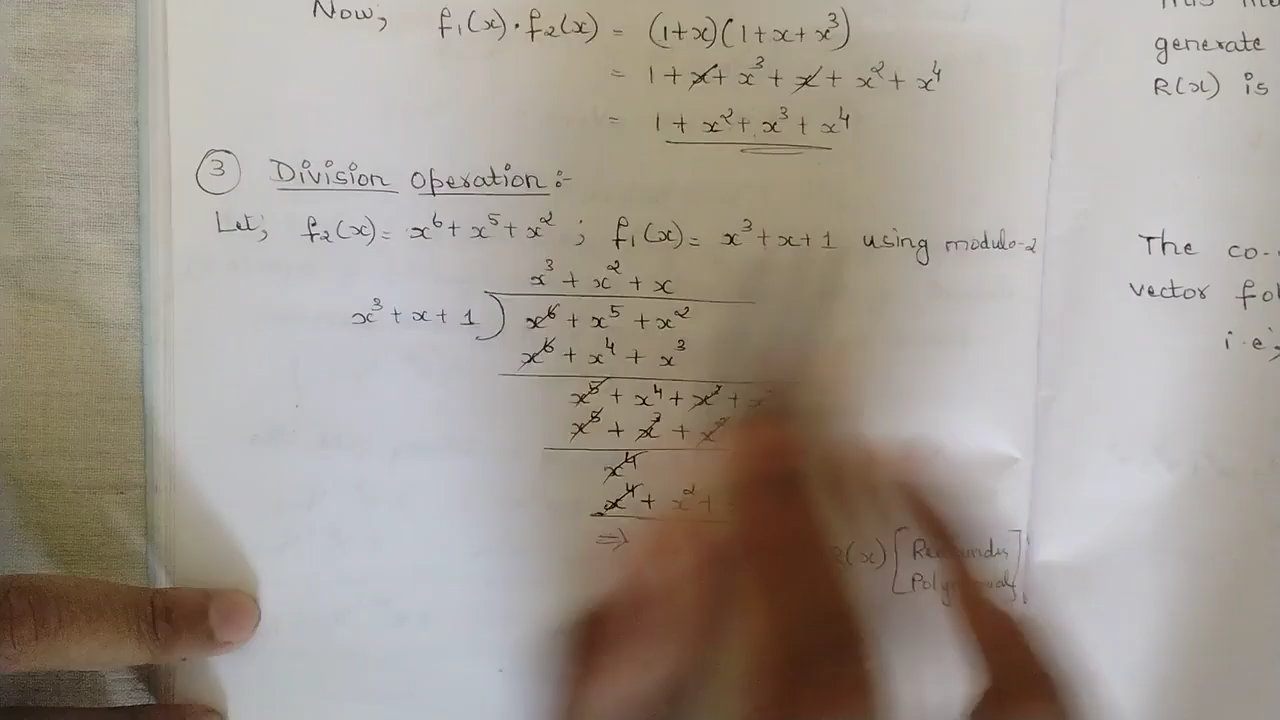 Now, f₁(x)·f₂(x) = (1+x)(1+x+x³)
= 1 + x + x³ + x + x² + x⁴
= 1 + x² + x³ + x⁴
③ Division Operation :-
Let; f₂(x) = x⁶ + x⁵ + x² ; f₁(x) = x³ + x + 1 using modulo-2
x³ + x² + x
x³ + x + 1 ) x⁶ + x⁵ + x²
x⁶ + x⁴ + x³
x⁵ + x⁴ + x³ +
x⁵ + x³ + x²
x⁴
x⁴ + x² +
⇒ (x) [
generate
R(x) is
The co-
vector
i.e;